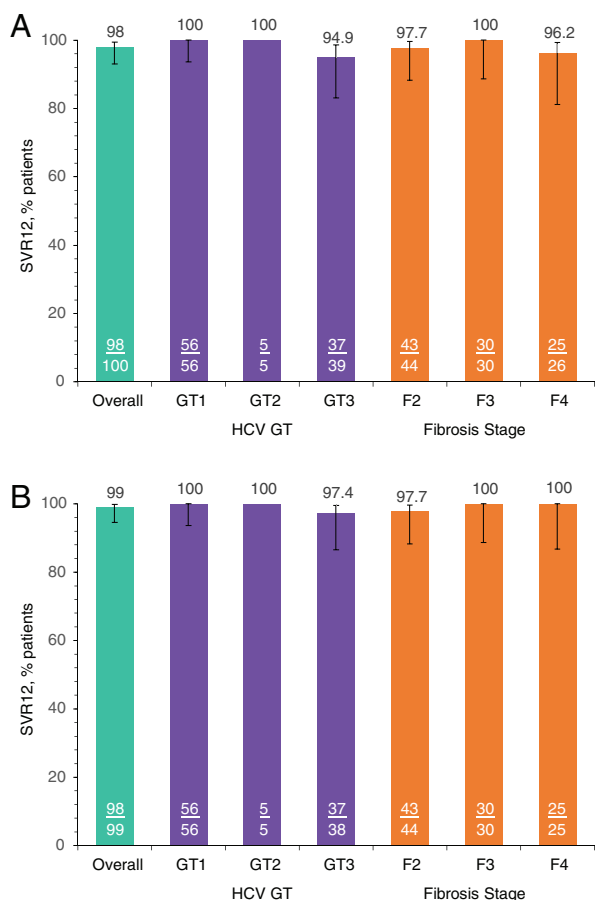 A
98 100 100 94.9 97.7 100 96.2
SVR12, % patients
100
80
60
40
20
0
98 56 5 37 43 30 25
100 56 5 39 44 30 26
Overall GT1 GT2 GT3 F2 F3 F4
HCV GT Fibrosis Stage
B
99 100 100 97.4 97.7 100 100
SVR12, % patients
100
80
60
40
20
0
98 56 5 37 43 30 25
99 56 5 38 44 30 25
Overall GT1 GT2 GT3 F2 F3 F4
HCV GT Fibrosis Stage